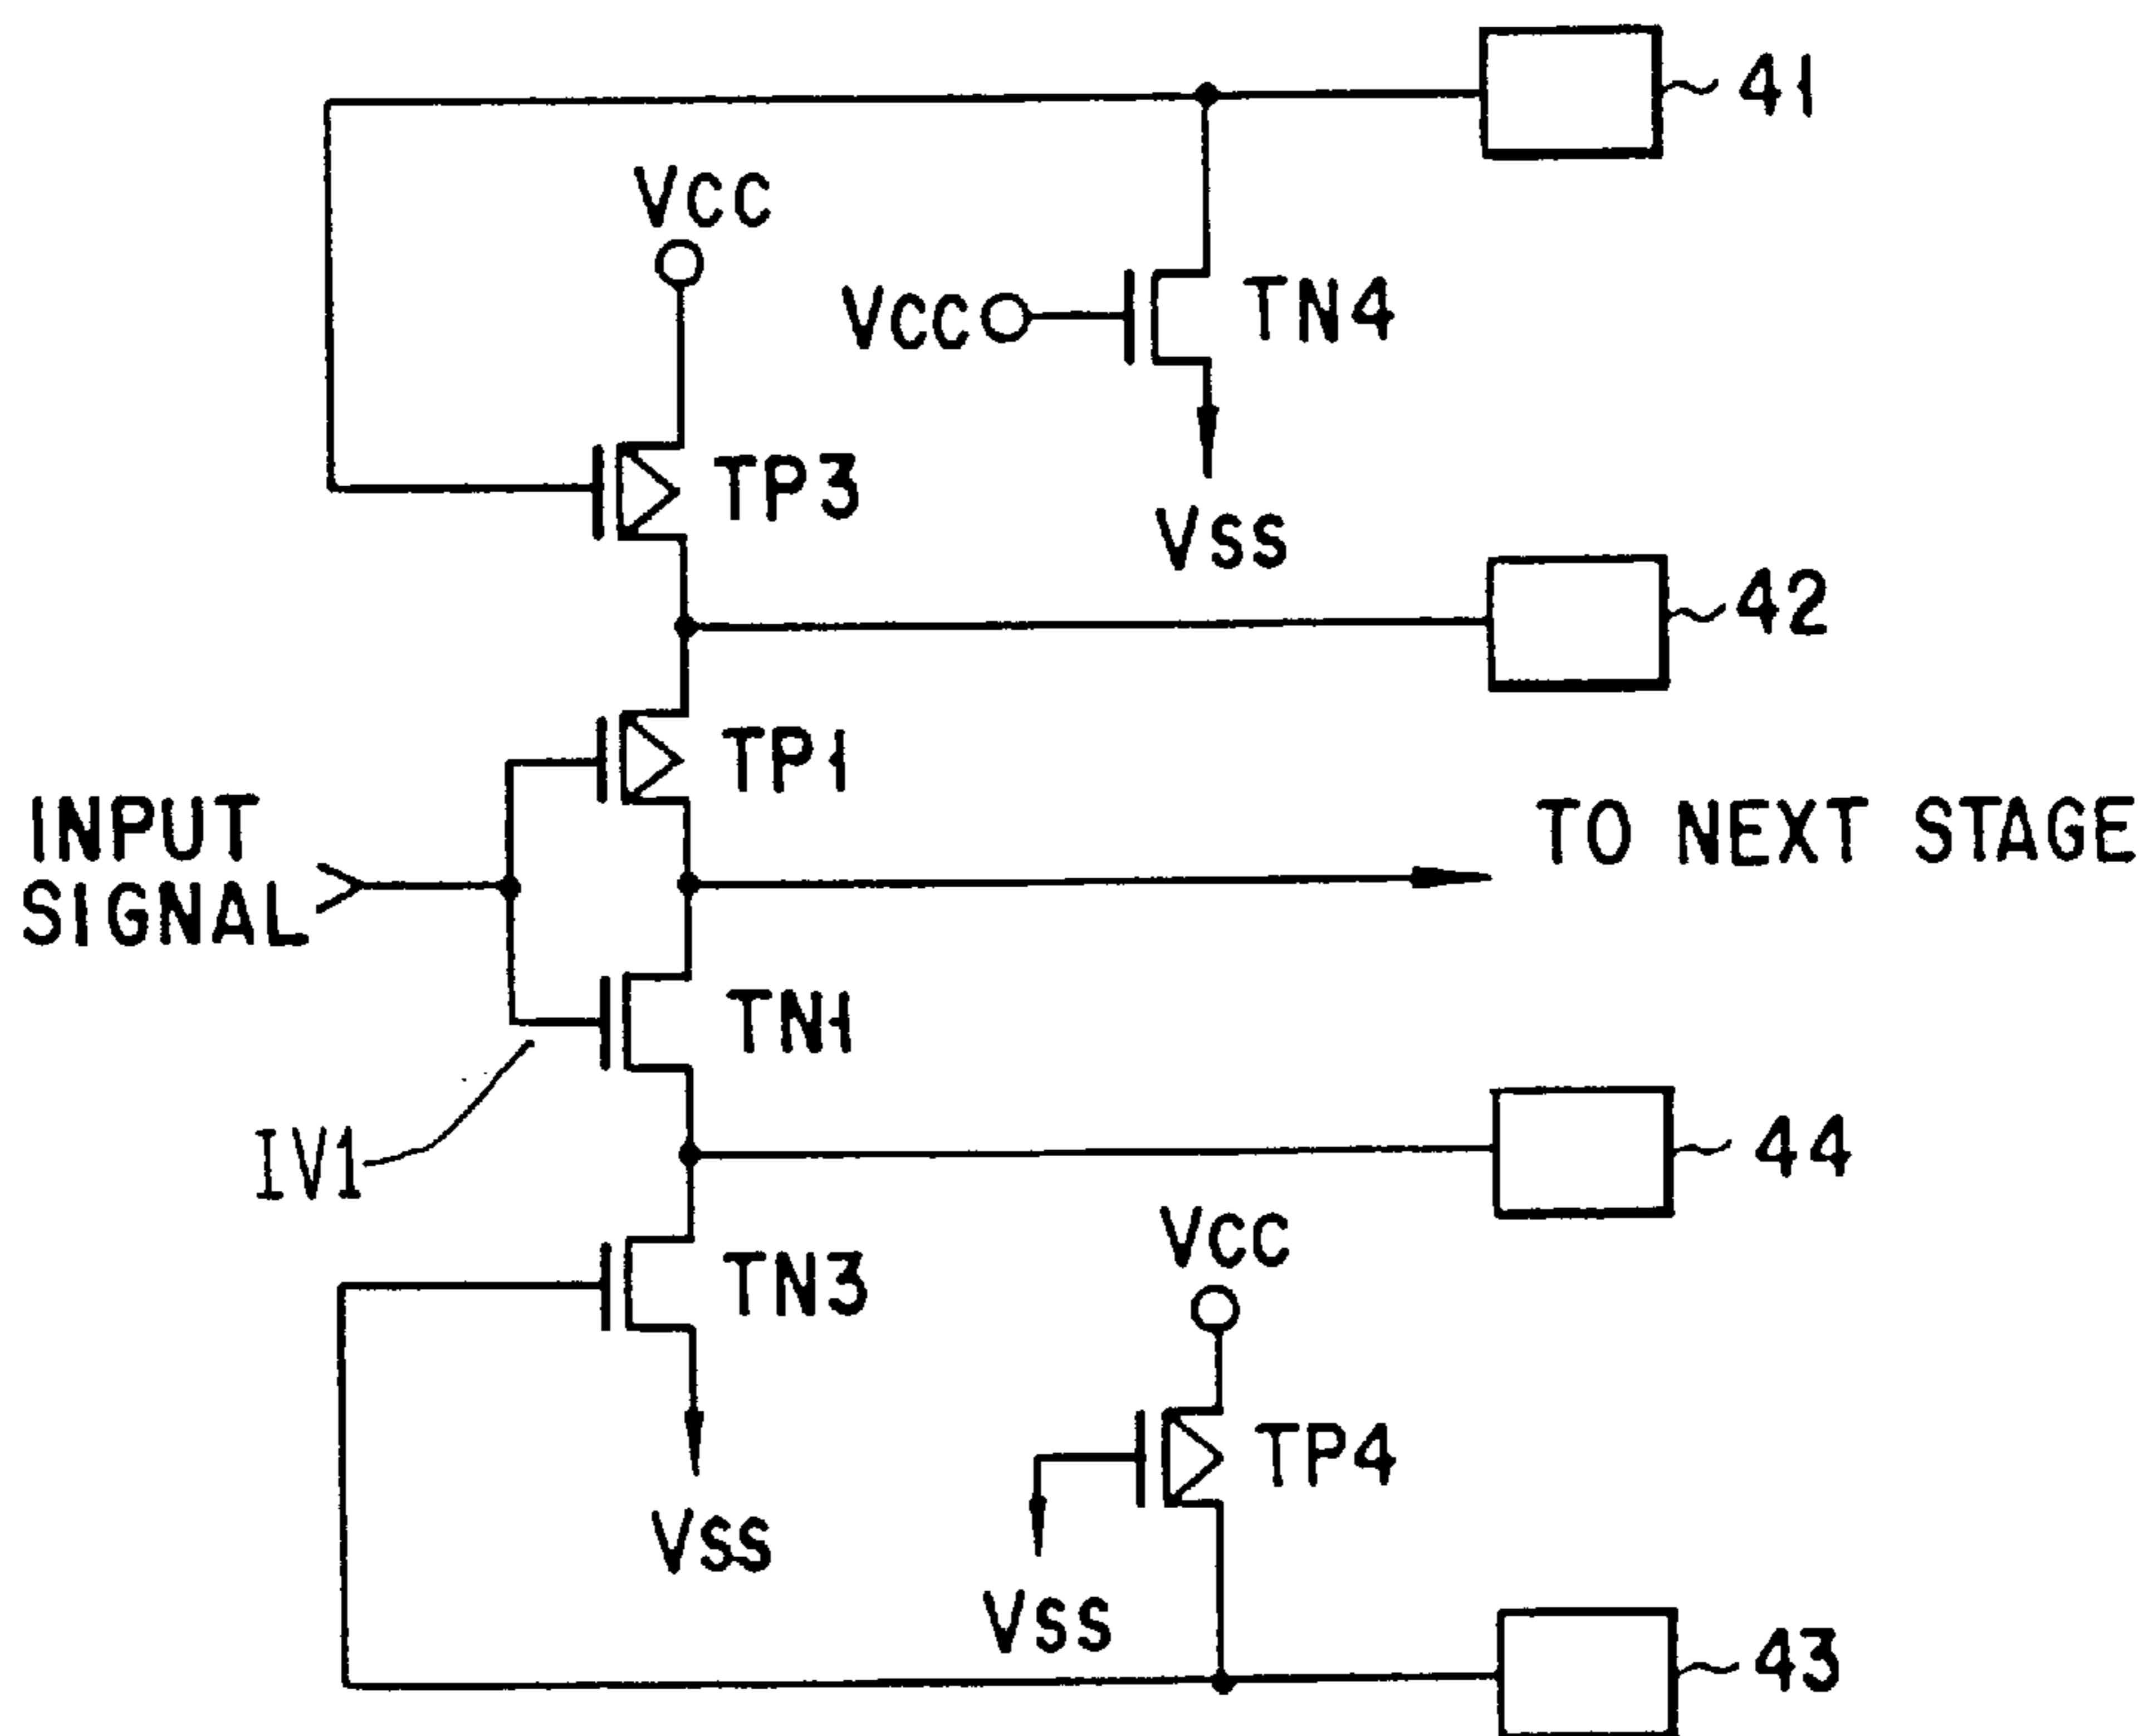 41
VCC
VCC
TN4
TP3
VSS
42
TP1
INPUT
SIGNAL
TO NEXT STAGE
TN1
IV1
44
VCC
TN3
TP4
VSS
VSS
43